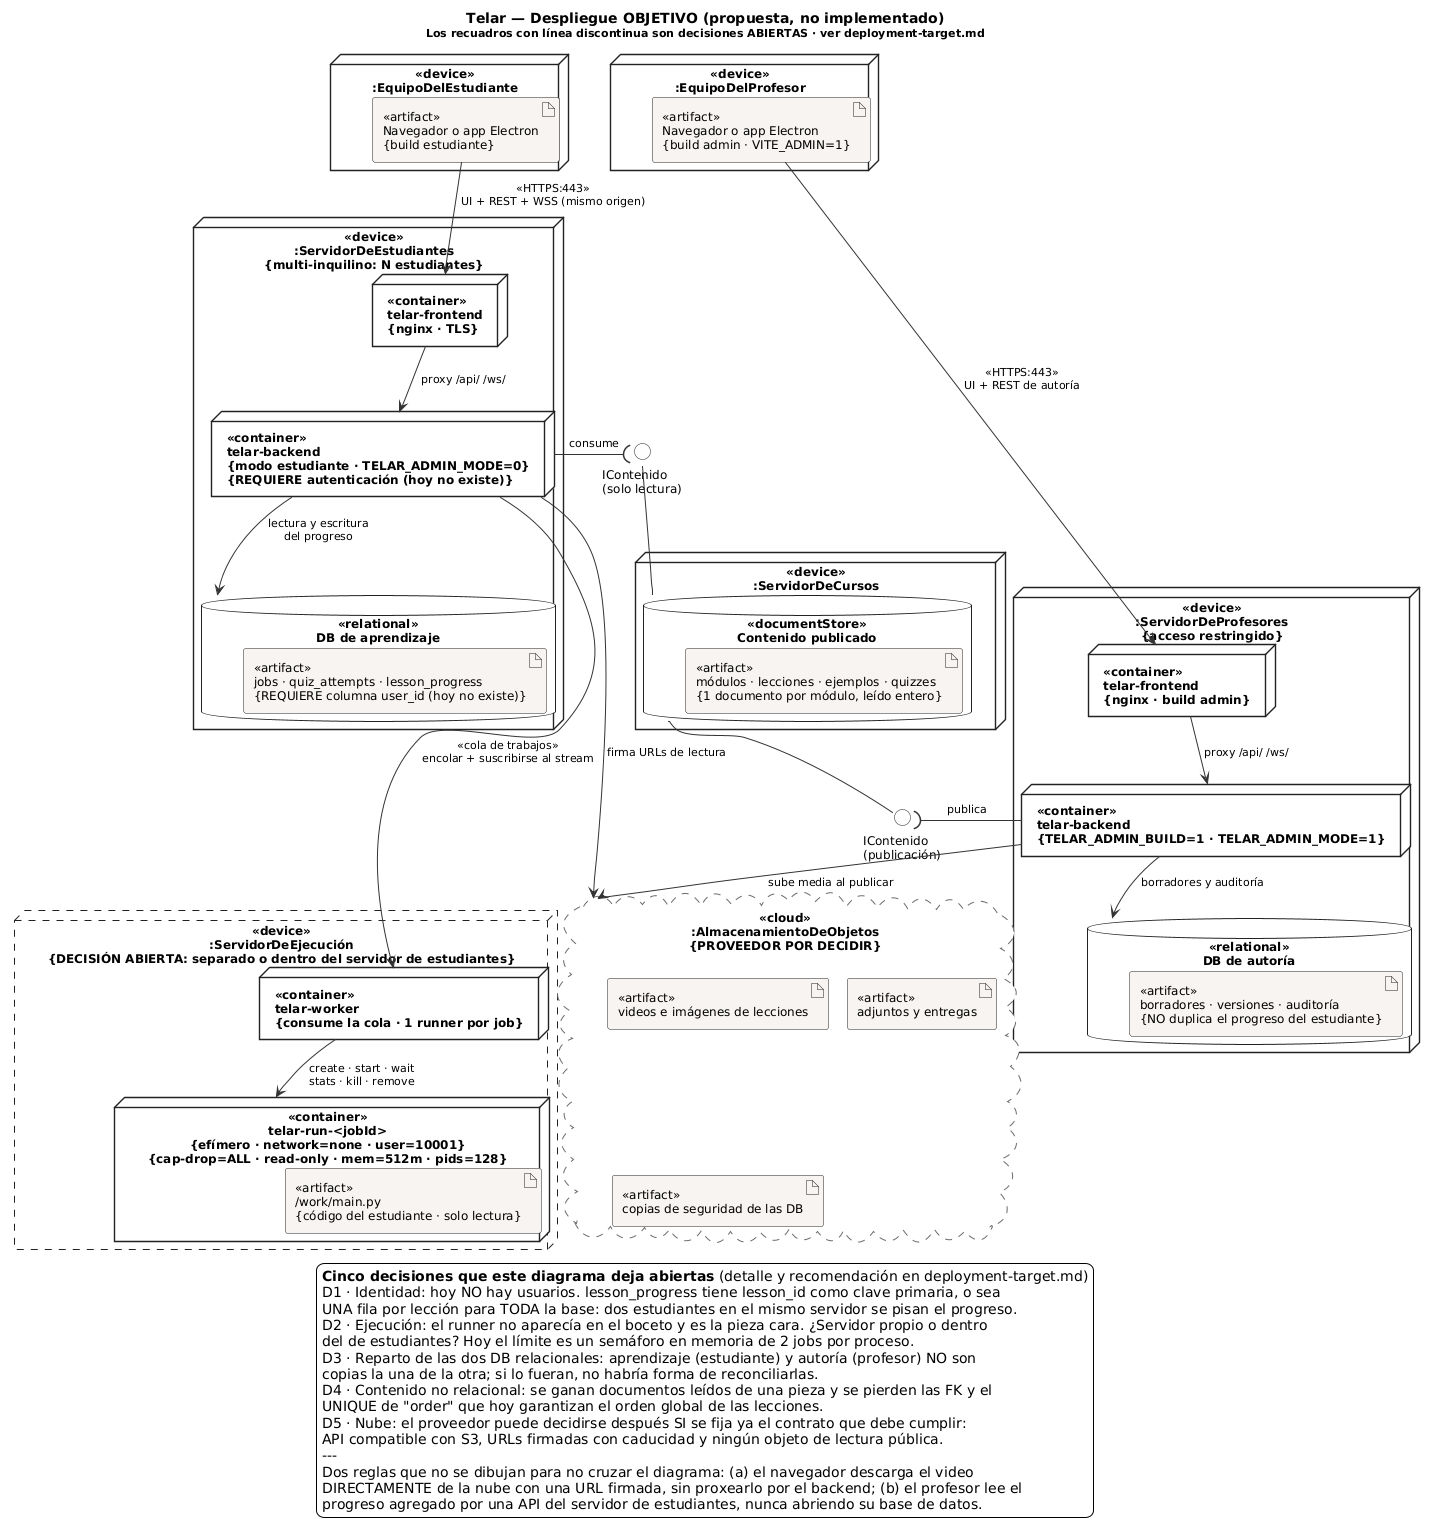 Telar — Despliegue OBJETIVO (propuesta, no implementado)
Los recuadros con línea discontinua son decisiones ABIERTAS · ver deployment-target.md
«device»
:EquipoDelEstudiante
«artifact»
Navegador o app Electron
{build estudiante}
«device»
:EquipoDelProfesor
«artifact»
Navegador o app Electron
{build admin · VITE_ADMIN=1}
«HTTPS:443»
UI + REST + WSS (mismo origen)
«device»
:ServidorDeEstudiantes
{multi-inquilino: N estudiantes}
«container»
telar-frontend
{nginx · TLS}
proxy /api/ /ws/
«HTTPS:443»
UI + REST de autoría
«container»
telar-backend
{modo estudiante · TELAR_ADMIN_MODE=0}
{REQUIERE autenticación (hoy no existe)}
consume
IContenido
(solo lectura)
lectura y escritura
del progreso
«relational»
DB de aprendizaje
«artifact»
jobs · quiz_attempts · lesson_progress
{REQUIERE columna user_id (hoy no existe)}
«device»
:ServidorDeCursos
«documentStore»
Contenido publicado
«artifact»
módulos · lecciones · ejemplos · quizzes
{1 documento por módulo, leído entero}
«device»
:ServidorDeProfesores
{acceso restringido}
«container»
telar-frontend
{nginx · build admin}
proxy /api/ /ws/
«cola de trabajos»
encolar + suscribirse al stream
firma URLs de lectura
publica
IContenido
(publicación)
«container»
telar-backend
{TELAR_ADMIN_BUILD=1 · TELAR_ADMIN_MODE=1}
sube media al publicar
borradores y auditoría
«relational»
DB de autoría
«artifact»
borradores · versiones · auditoría
{NO duplica el progreso del estudiante}
«device»
:ServidorDeEjecución
{DECISIÓN ABIERTA: separado o dentro del servidor de estudiantes}
«container»
telar-worker
{consume la cola · 1 runner por job}
create · start · wait
stats · kill · remove
«container»
telar-run-<jobId>
{efímero · network=none · user=10001}
{cap-drop=ALL · read-only · mem=512m · pids=128}
«artifact»
/work/main.py
{código del estudiante · solo lectura}
«cloud»
:AlmacenamientoDeObjetos
{PROVEEDOR POR DECIDIR}
«artifact»
videos e imágenes de lecciones
«artifact»
adjuntos y entregas
«artifact»
copias de seguridad de las DB
Cinco decisiones que este diagrama deja abiertas (detalle y recomendación en deployment-target.md)
D1 · Identidad: hoy NO hay usuarios. lesson_progress tiene lesson_id como clave primaria, o sea
UNA fila por lección para TODA la base: dos estudiantes en el mismo servidor se pisan el progreso.
D2 · Ejecución: el runner no aparecía en el boceto y es la pieza cara. ¿Servidor propio o dentro
del de estudiantes? Hoy el límite es un semáforo en memoria de 2 jobs por proceso.
D3 · Reparto de las dos DB relacionales: aprendizaje (estudiante) y autoría (profesor) NO son
copias la una de la otra; si lo fueran, no habría forma de reconciliarlas.
D4 · Contenido no relacional: se ganan documentos leídos de una pieza y se pierden las FK y el
UNIQUE de "order" que hoy garantizan el orden global de las lecciones.
D5 · Nube: el proveedor puede decidirse después SI se fija ya el contrato que debe cumplir:
API compatible con S3, URLs firmadas con caducidad y ningún objeto de lectura pública.
---
Dos reglas que no se dibujan para no cruzar el diagrama: (a) el navegador descarga el video
DIRECTAMENTE de la nube con una URL firmada, sin proxearlo por el backend; (b) el profesor lee el
progreso agregado por una API del servidor de estudiantes, nunca abriendo su base de datos.